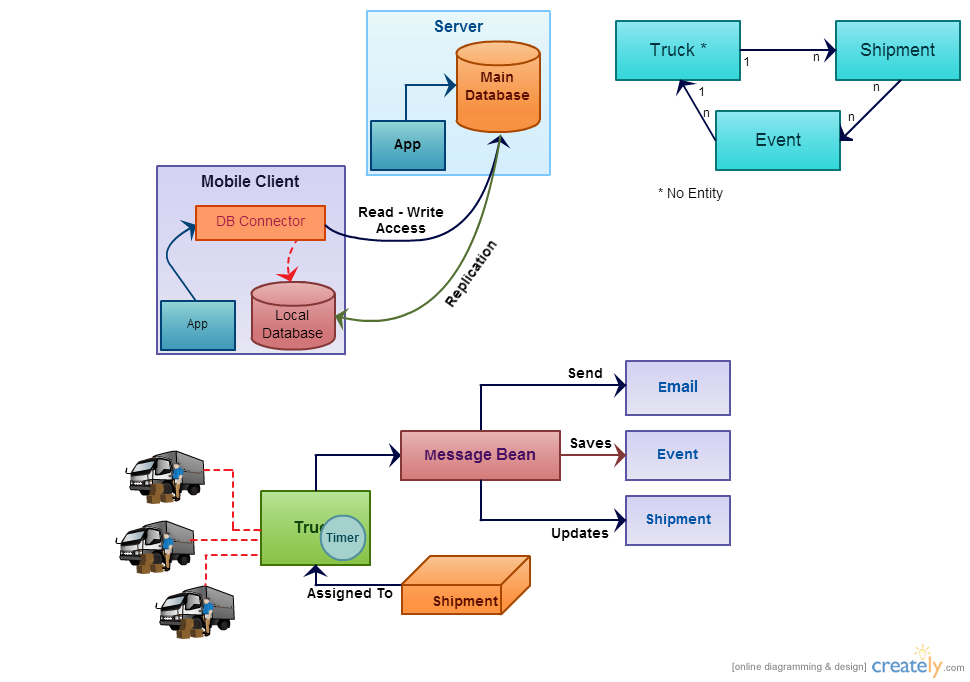 Server
Main
Database
App
Truck *
1
n
Shipment
1
n
n
n
Event
* No Entity
Mobile Client
DB Connector
App
Local
Database
Read - Write
Access
Replication
Send
Email
Message Bean
Saves
Event
Updates
Shipment
Timer
Assigned To
Shipment
[online diagramming & design]
creately.com